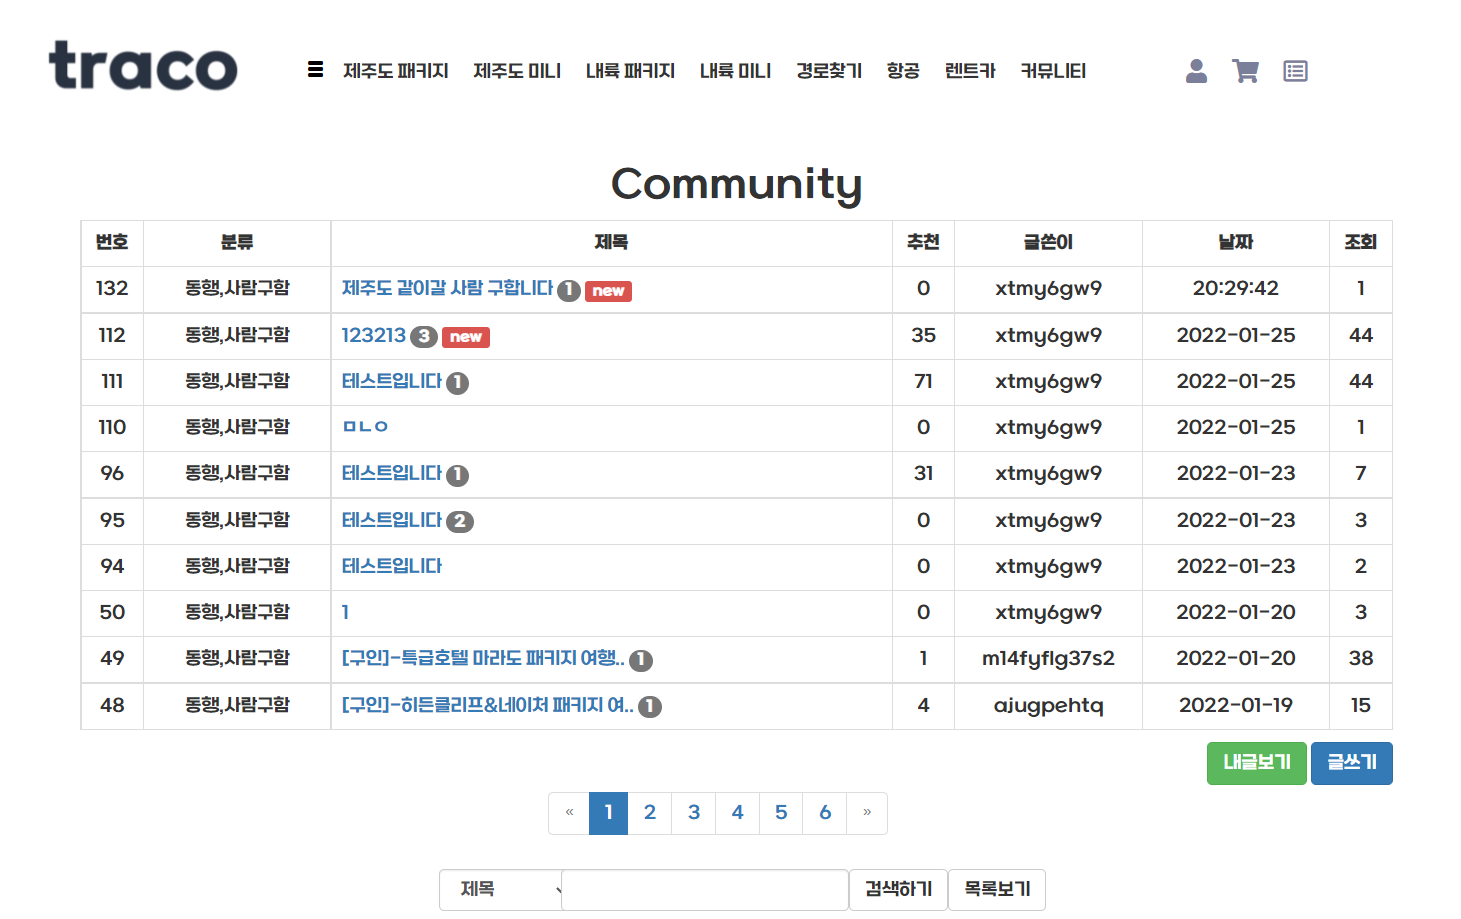 traco
제주도 패키지 제주도 미니 내륙 패키지 내륙 미니 경로찾기 항공 렌트카 커뮤니티
Community
번호 분류 제목 추천 글쓴이 날짜 조회
132 동행,사람구함 제주도 같이갈 사람 구합니다 1 new 0 xtmy6gw9 20:29:42 1
112 동행,사람구함 123213 3 new 35 xtmy6gw9 2022-01-25 44
111 동행,사람구함 테스트입니다 1 71 xtmy6gw9 2022-01-25 44
110 동행,사람구함 ㅁㄴㅇ 0 xtmy6gw9 2022-01-25 1
96 동행,사람구함 테스트입니다 1 31 xtmy6gw9 2022-01-23 7
95 동행,사람구함 테스트입니다 2 0 xtmy6gw9 2022-01-23 3
94 동행,사람구함 테스트입니다 0 xtmy6gw9 2022-01-23 2
50 동행,사람구함 1 0 xtmy6gw9 2022-01-20 3
49 동행,사람구함 [구인]-특급호텔 마라도 패키지 여행.. 1 1 m14fyflg37s2 2022-01-20 38
48 동행,사람구함 [구인]-히든클리프&네이처 패키지 여.. 1 4 ajugpehtq 2022-01-19 15
내글보기 글쓰기
« 1 2 3 4 5 6 »
제목 검색하기 목록보기